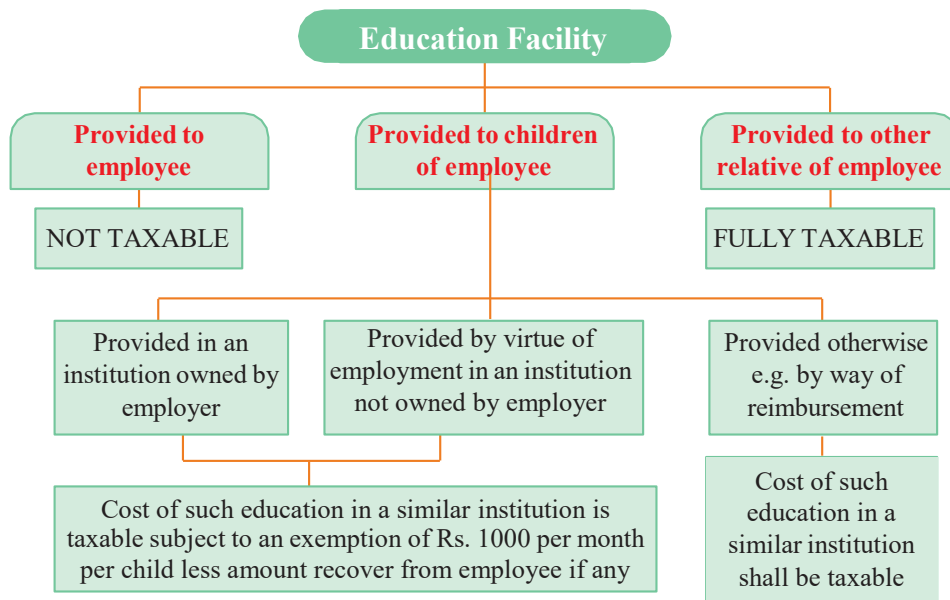 Education Facility
Provided to
employee
Provided to children
of employee
Provided to other
relative of employee
NOT TAXABLE
FULLY TAXABLE
Provided in an
institution owned by
employer
Provided by virtue of
employment in an institution
not owned by employer
Provided otherwise
e.g. by way of
reimbursement
Cost of such education in a similar institution is
taxable subject to an exemption of Rs. 1000 per month
per child less amount recover from employee if any
Cost of such
education in a
similar institution
shall be taxable